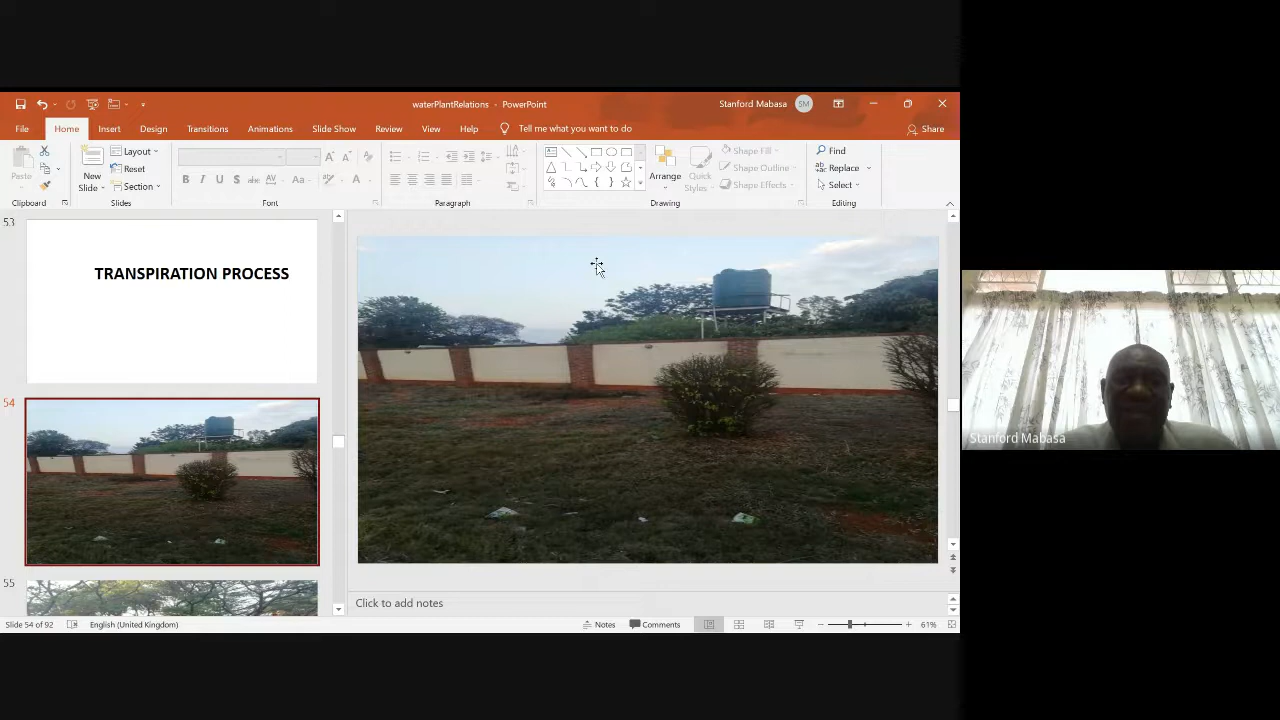 waterPlantRelations - PowerPoint
Stanford Mabasa
SM
File Home Insert Design Transitions Animations Slide Show Review View Help Tell me what you want to do
Share
Paste
New
Slide
Layout
Reset
Section
B I U S abc AV Aa A
Arrange
Quick
Styles
Shape Fill
Shape Outline
Shape Effects
Find
Replace
Select
Clipboard
Slides
Font
Paragraph
Drawing
Editing
53
TRANSPIRATION PROCESS
54
55
Click to add notes
Slide 54 of 92
English (United Kingdom)
Notes
Comments
61%
Stanford Mabasa